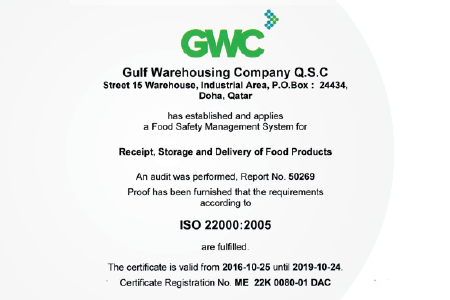 GWC
Gulf Warehousing Company Q.S.C
Street 15 Warehouse, Industrial Area, P.O.Box : 24434,
Doha, Qatar
has established and applies
a Food Safety Management System for
Receipt, Storage and Delivery of Food Products
An audit was performed, Report No. 50269
Proof has been furnished that the requirements
according to
ISO 22000:2005
are fulfilled.
The certificate is valid from 2016-10-25 until 2019-10-24.
Certificate Registration No. ME 22K 0080-01 DAC